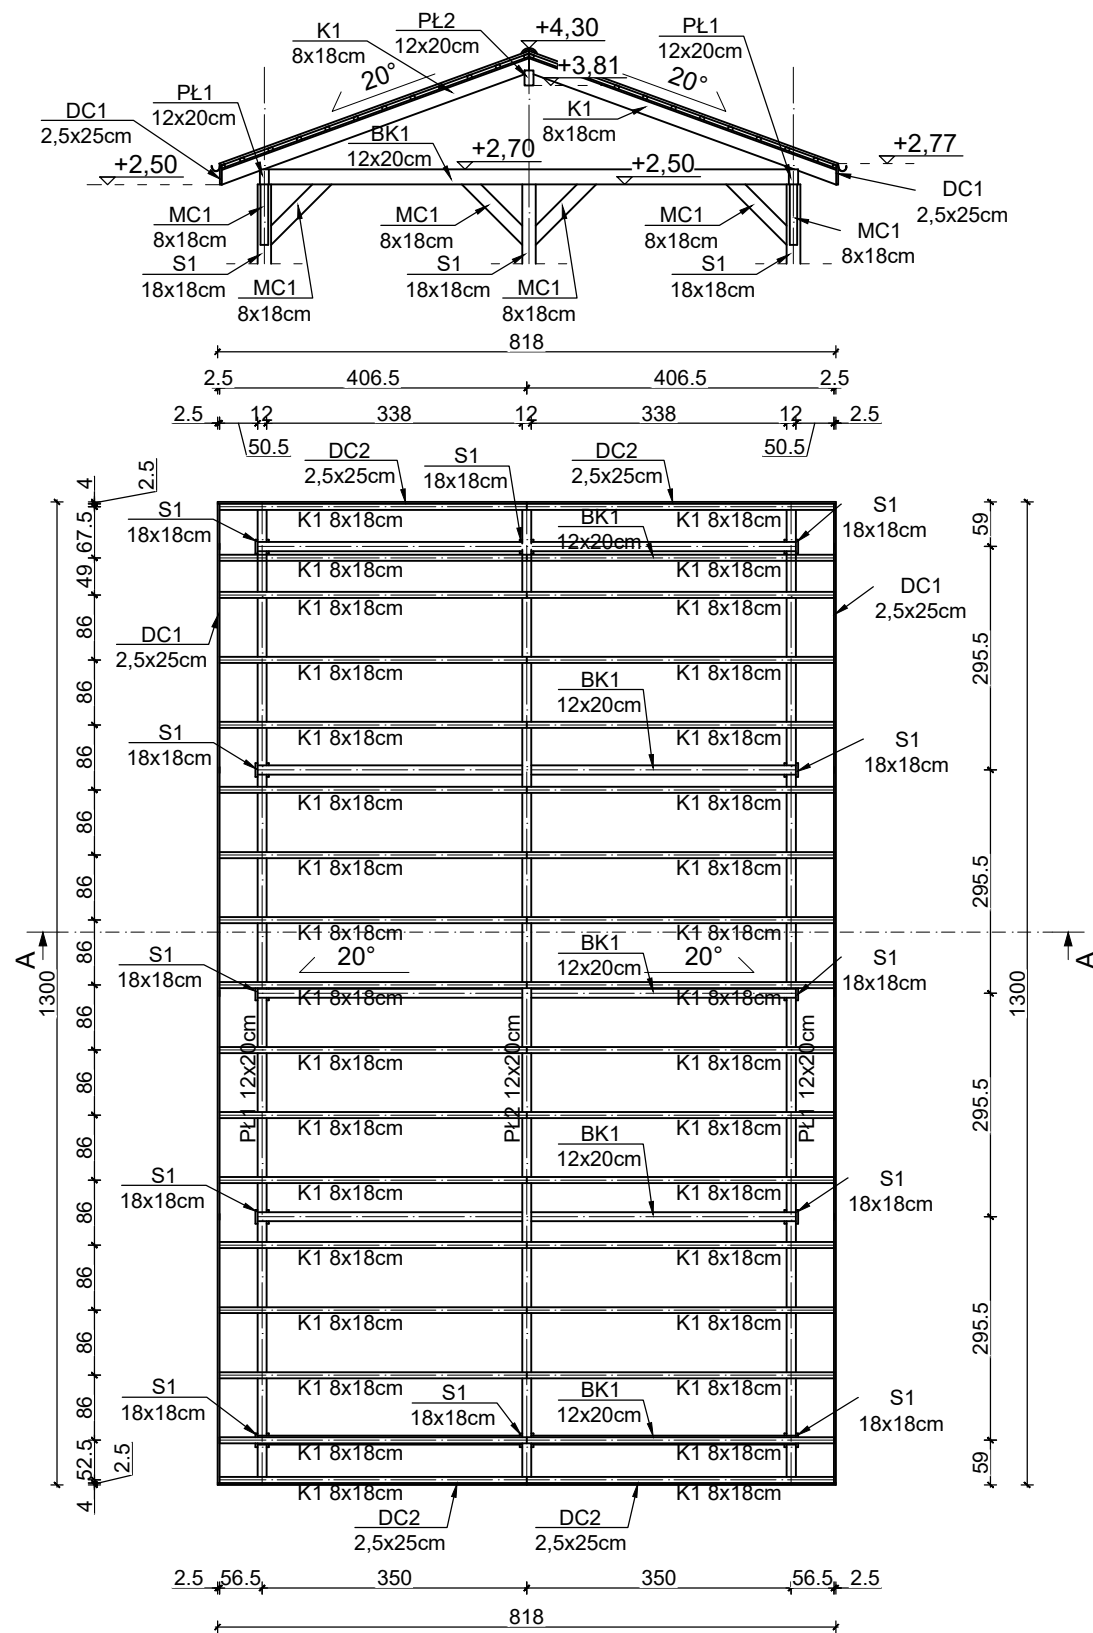 K1
8x18cm
PŁ2
12x20cm
+4,30
PŁ1
12x20cm
+3,81
20°
20°
DC1
2,5x25cm
PŁ1
12x20cm
K1
8x18cm
BK1
12x20cm
+2,70
+2,50
+2,50
+2,77
DC1
2,5x25cm
MC1
8x18cm
MC1
8x18cm
MC1
8x18cm
MC1
8x18cm
S1
18x18cm
S1
18x18cm
S1
18x18cm
MC1
8x18cm
MC1
8x18cm
818
2.5 406.5 406.5 2.5
2.5 12 338 12 338 12 2.5
50.5 50.5
DC2
2,5x25cm
S1
18x18cm
DC2
2,5x25cm
4
2.5
S1
18x18cm
K1 8x18cm
BK1
12x20cm
K1 8x18cm
S1
18x18cm
59
67.5
K1 8x18cm K1 8x18cm
49
K1 8x18cm K1 8x18cm
DC1
2,5x25cm
86
DC1
2,5x25cm
295.5
K1 8x18cm K1 8x18cm
86
BK1
12x20cm
S1
18x18cm
K1 8x18cm K1 8x18cm
S1
18x18cm
86
K1 8x18cm K1 8x18cm
86
K1 8x18cm K1 8x18cm
86
295.5
K1 8x18cm K1 8x18cm
A
A
86
S1
18x18cm
20°
BK1
12x20cm
20°
S1
18x18cm
1300
1300
K1 8x18cm K1 8x18cm
86
PŁ1 12x20cm
PŁ2 12x20cm
PŁ1 12x20cm
K1 8x18cm K1 8x18cm
86
295.5
K1 8x18cm K1 8x18cm
86
BK1
12x20cm
S1
18x18cm
K1 8x18cm K1 8x18cm
S1
18x18cm
86
K1 8x18cm K1 8x18cm
86
K1 8x18cm K1 8x18cm
86
295.5
K1 8x18cm K1 8x18cm
S1
18x18cm
S1
18x18cm
BK1
12x20cm
S1
18x18cm
86
K1 8x18cm K1 8x18cm
52.5
2.5
59
K1 8x18cm K1 8x18cm
4
DC2
2,5x25cm
DC2
2,5x25cm
2.5 56.5 350 350 56.5 2.5
818